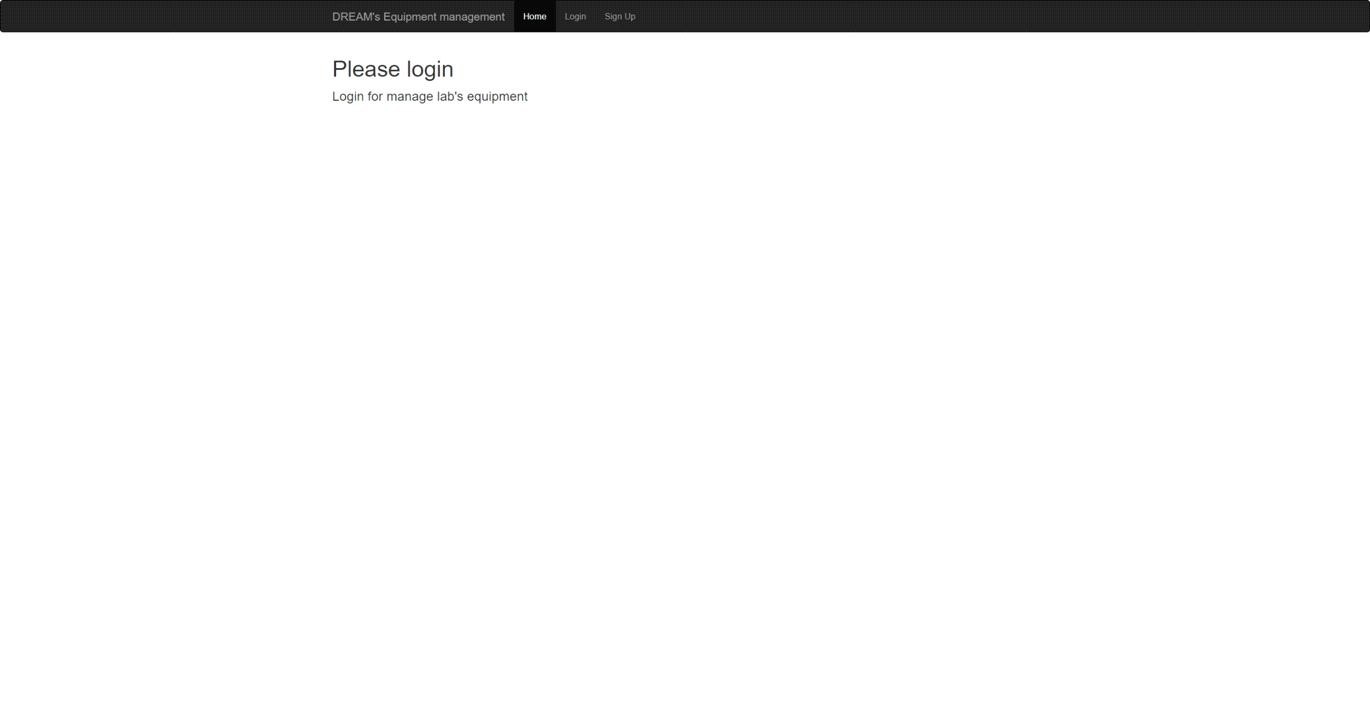 DREAM's Equipment management Home Login Sign Up
Please login
Login for manage lab's equipment